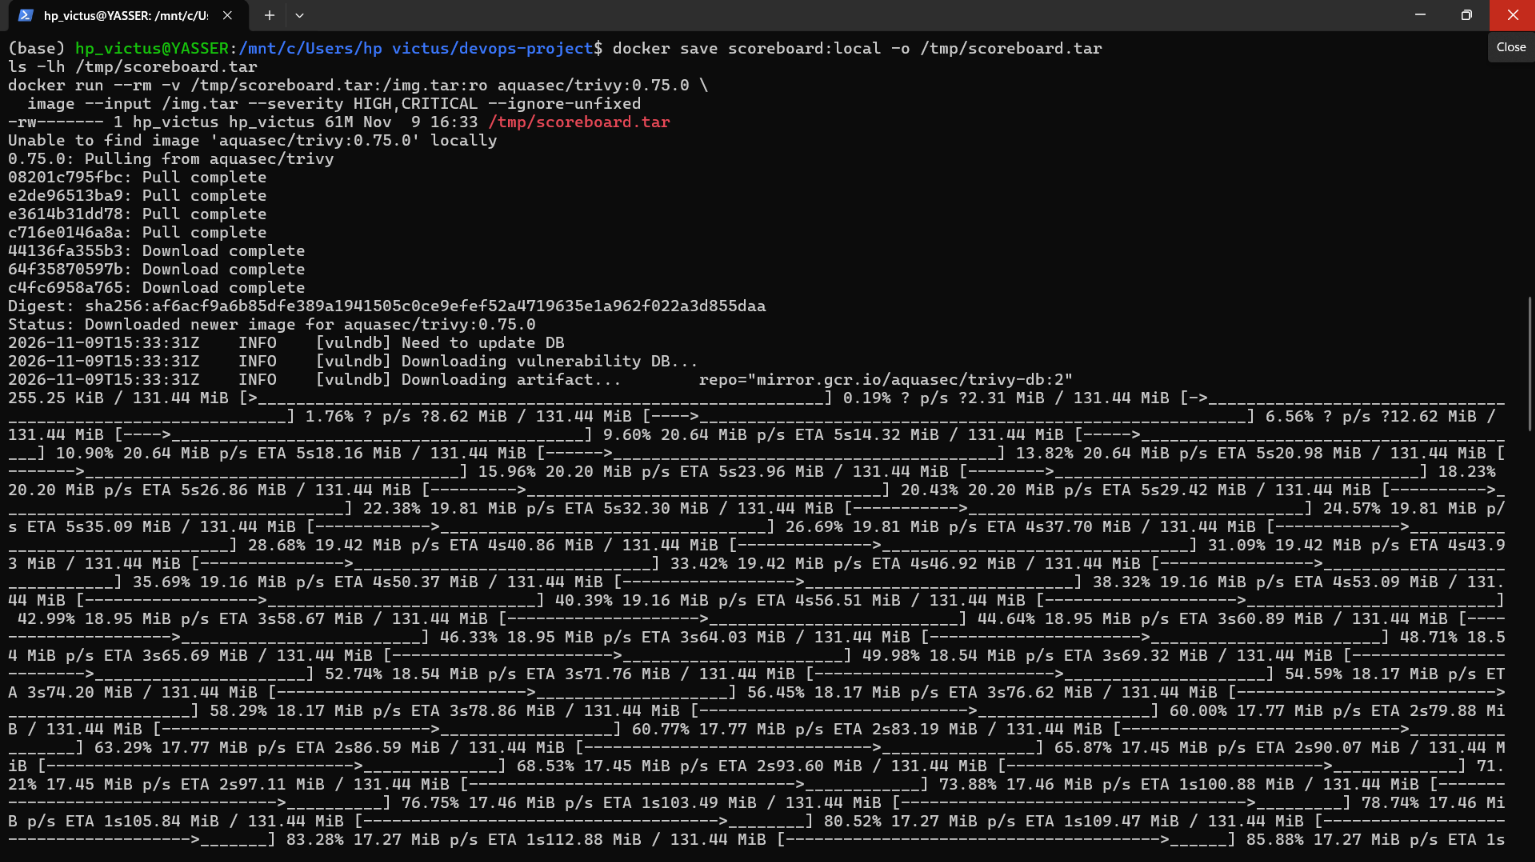 hp_victus@YASSER: /mnt/c/U:
Close
(base) hp_victus@YASSER:/mnt/c/Users/hp victus/devops-project$ docker save scoreboard:local -o /tmp/scoreboard.tar
ls -lh /tmp/scoreboard.tar
docker run --rm -v /tmp/scoreboard.tar:/img.tar:ro aquasec/trivy:0.75.0 \
  image --input /img.tar --severity HIGH,CRITICAL --ignore-unfixed
-rw------- 1 hp_victus hp_victus 61M Nov  9 16:33 /tmp/scoreboard.tar
Unable to find image 'aquasec/trivy:0.75.0' locally
0.75.0: Pulling from aquasec/trivy
08201c795fbc: Pull complete
e2de96513ba9: Pull complete
e3614b31dd78: Pull complete
c716e0146a8a: Pull complete
44136fa355b3: Download complete
64f35870597b: Download complete
c4fc6958a765: Download complete
Digest: sha256:af6acf9a6b85dfe389a1941505c0ce9efef52a4719635e1a962f022a3d855daa
Status: Downloaded newer image for aquasec/trivy:0.75.0
2026-11-09T15:33:31Z    INFO    [vulndb] Need to update DB
2026-11-09T15:33:31Z    INFO    [vulndb] Downloading vulnerability DB...
2026-11-09T15:33:31Z    INFO    [vulndb] Downloading artifact...        repo="mirror.gcr.io/aquasec/trivy-db:2"
255.25 KiB / 131.44 MiB [>___________________________________________________________] 0.19% ? p/s ?2.31 MiB / 131.44 MiB [->_______________________________
_____________________________] 1.76% ? p/s ?8.62 MiB / 131.44 MiB [---->_________________________________________________________] 6.56% ? p/s ?12.62 MiB /
131.44 MiB [---->___________________________________________] 9.60% 20.64 MiB p/s ETA 5s14.32 MiB / 131.44 MiB [----->______________________________________
___] 10.90% 20.64 MiB p/s ETA 5s18.16 MiB / 131.44 MiB [------>________________________________________] 13.82% 20.64 MiB p/s ETA 5s20.98 MiB / 131.44 MiB [
------->_______________________________________] 15.96% 20.20 MiB p/s ETA 5s23.96 MiB / 131.44 MiB [-------->______________________________________] 18.23%
20.20 MiB p/s ETA 5s26.86 MiB / 131.44 MiB [--------->_____________________________________] 20.43% 20.20 MiB p/s ETA 5s29.42 MiB / 131.44 MiB [---------->_
___________________________________] 22.38% 19.81 MiB p/s ETA 5s32.30 MiB / 131.44 MiB [----------->___________________________________] 24.57% 19.81 MiB p/
s ETA 5s35.09 MiB / 131.44 MiB [------------>__________________________________] 26.69% 19.81 MiB p/s ETA 4s37.70 MiB / 131.44 MiB [------------->__________
_______________________] 28.68% 19.42 MiB p/s ETA 4s40.86 MiB / 131.44 MiB [-------------->________________________________] 31.09% 19.42 MiB p/s ETA 4s43.9
3 MiB / 131.44 MiB [--------------->_______________________________] 33.42% 19.42 MiB p/s ETA 4s46.92 MiB / 131.44 MiB [---------------->___________________
___________] 35.69% 19.16 MiB p/s ETA 4s50.37 MiB / 131.44 MiB [------------------>____________________________] 38.32% 19.16 MiB p/s ETA 4s53.09 MiB / 131.
44 MiB [------------------>____________________________] 40.39% 19.16 MiB p/s ETA 4s56.51 MiB / 131.44 MiB [-------------------->___________________________]
 42.99% 18.95 MiB p/s ETA 3s58.67 MiB / 131.44 MiB [-------------------->__________________________] 44.64% 18.95 MiB p/s ETA 3s60.89 MiB / 131.44 MiB [----
----------------->_________________________] 46.33% 18.95 MiB p/s ETA 3s64.03 MiB / 131.44 MiB [---------------------->________________________] 48.71% 18.5
4 MiB p/s ETA 3s65.69 MiB / 131.44 MiB [----------------------->_______________________] 49.98% 18.54 MiB p/s ETA 3s69.32 MiB / 131.44 MiB [----------------
-------->______________________] 52.74% 18.54 MiB p/s ETA 3s71.76 MiB / 131.44 MiB [------------------------->_____________________] 54.59% 18.17 MiB p/s ET
A 3s74.20 MiB / 131.44 MiB [-------------------------->____________________] 56.45% 18.17 MiB p/s ETA 3s76.62 MiB / 131.44 MiB [--------------------------->
___________________] 58.29% 18.17 MiB p/s ETA 3s78.86 MiB / 131.44 MiB [---------------------------->__________________] 60.00% 17.77 MiB p/s ETA 2s79.88 Mi
B / 131.44 MiB [---------------------------->__________________] 60.77% 17.77 MiB p/s ETA 2s83.19 MiB / 131.44 MiB [----------------------------->__________
_______] 63.29% 17.77 MiB p/s ETA 2s86.59 MiB / 131.44 MiB [------------------------------>________________] 65.87% 17.45 MiB p/s ETA 2s90.07 MiB / 131.44 M
iB [-------------------------------->______________] 68.53% 17.45 MiB p/s ETA 2s93.60 MiB / 131.44 MiB [--------------------------------->_____________] 71.
21% 17.45 MiB p/s ETA 2s97.11 MiB / 131.44 MiB [---------------------------------->____________] 73.88% 17.46 MiB p/s ETA 1s100.88 MiB / 131.44 MiB [-------
---------------------------->__________] 76.75% 17.46 MiB p/s ETA 1s103.49 MiB / 131.44 MiB [------------------------------------>_________] 78.74% 17.46 Mi
B p/s ETA 1s105.84 MiB / 131.44 MiB [------------------------------------->________] 80.52% 17.27 MiB p/s ETA 1s109.47 MiB / 131.44 MiB [-------------------
------------------->_______] 83.28% 17.27 MiB p/s ETA 1s112.88 MiB / 131.44 MiB [--------------------------------------->______] 85.88% 17.27 MiB p/s ETA 1s